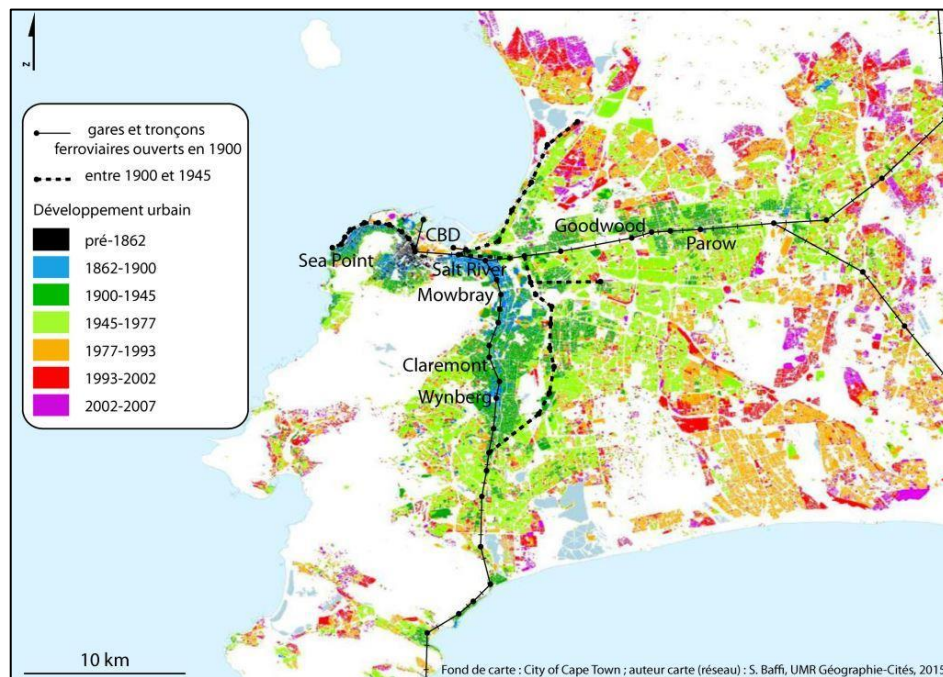 z
gares et tronçons
ferroviaires ouverts en 1900
entre 1900 et 1945
Développement urbain
pré-1862
1862-1900
1900-1945
1945-1977
1977-1993
1993-2002
2002-2007
CBD
Goodwood
Parow
Sea Point
Salt River
Mowbray
Claremont
Wynberg
10 km
Fond de carte : City of Cape Town ; auteur carte (réseau) : S. Baffi, UMR Géographie-Cités, 2015